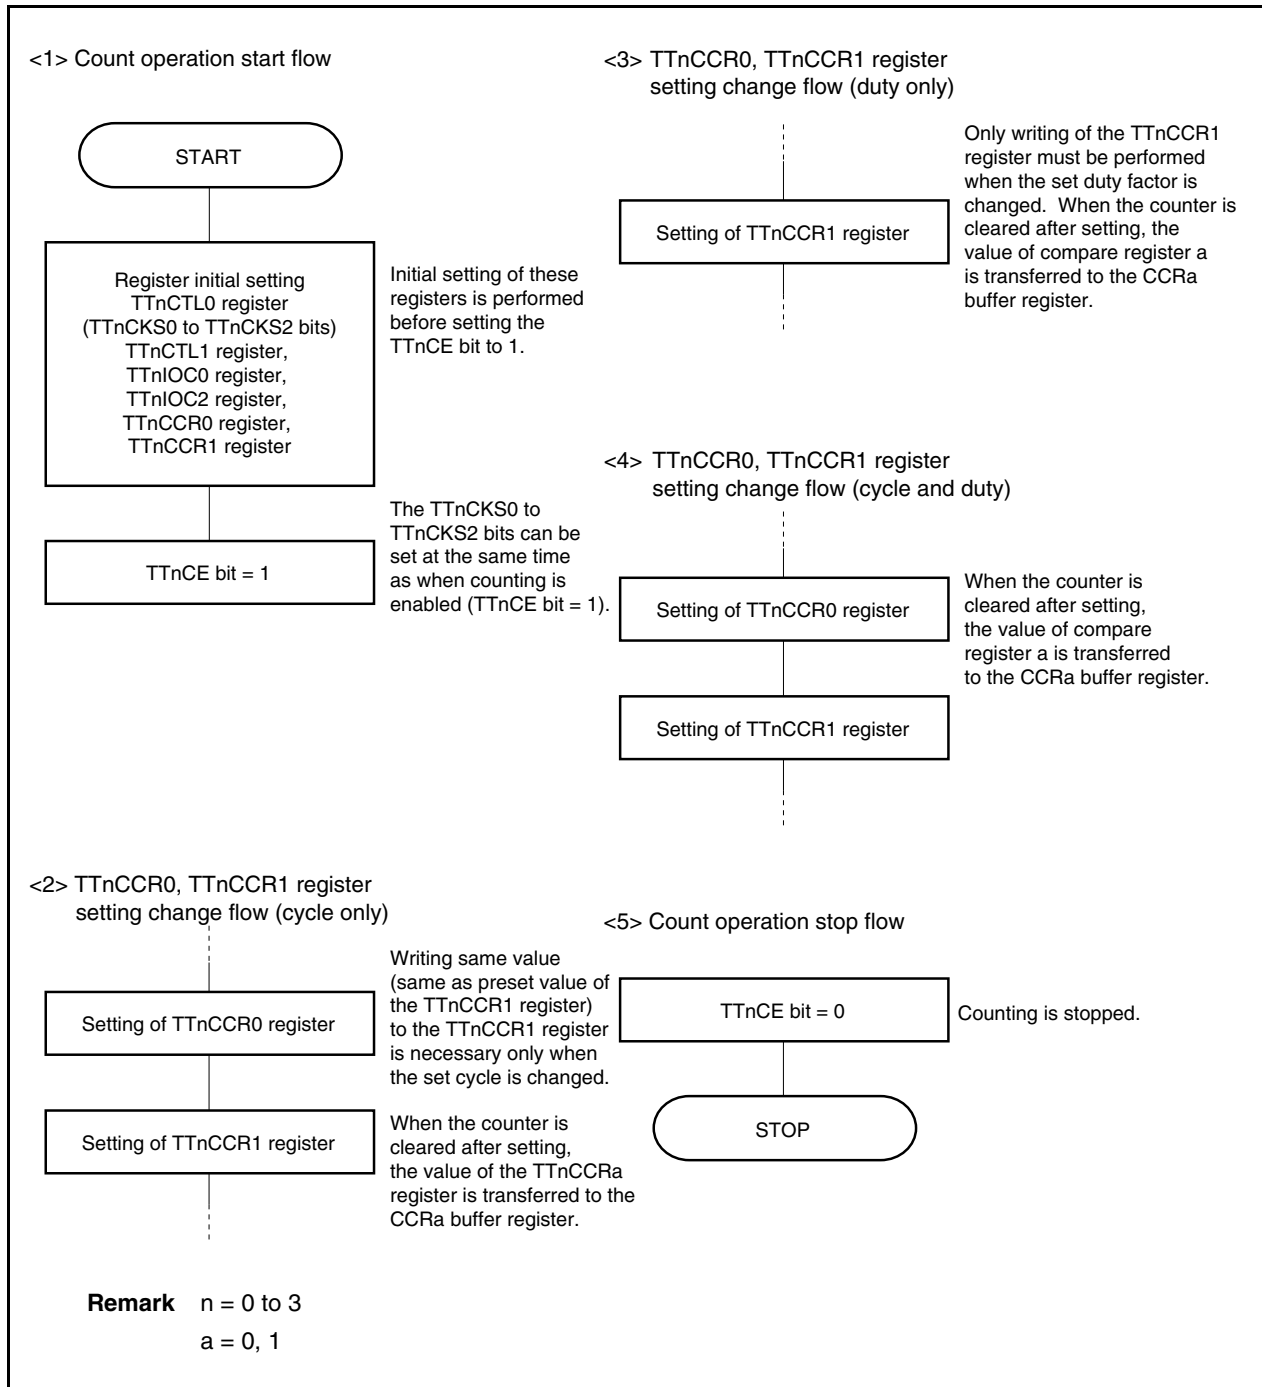 <1> Count operation start flow
START
Register initial setting
TTnCTL0 register
(TTnCKS0 to TTnCKS2 bits)
TTnCTL1 register,
TTnIOC0 register,
TTnIOC2 register,
TTnCCR0 register,
TTnCCR1 register
Initial setting of these
registers is performed
before setting the
TTnCE bit to 1.
TTnCE bit = 1
The TTnCKS0 to
TTnCKS2 bits can be
set at the same time
as when counting is
enabled (TTnCE bit = 1).
<2> TTnCCR0, TTnCCR1 register
setting change flow (cycle only)
Setting of TTnCCR0 register
Writing same value
(same as preset value of
the TTnCCR1 register)
to the TTnCCR1 register
is necessary only when
the set cycle is changed.
Setting of TTnCCR1 register
When the counter is
cleared after setting,
the value of the TTnCCRa
register is transferred to the
CCRa buffer register.
<3> TTnCCR0, TTnCCR1 register
setting change flow (duty only)
Setting of TTnCCR1 register
Only writing of the TTnCCR1
register must be performed
when the set duty factor is
changed. When the counter is
cleared after setting, the
value of compare register a
is transferred to the CCRa
buffer register.
<4> TTnCCR0, TTnCCR1 register
setting change flow (cycle and duty)
Setting of TTnCCR0 register
When the counter is
cleared after setting,
the value of compare
register a is transferred
to the CCRa buffer register.
Setting of TTnCCR1 register
<5> Count operation stop flow
TTnCE bit = 0
Counting is stopped.
STOP
Remark n = 0 to 3
a = 0, 1